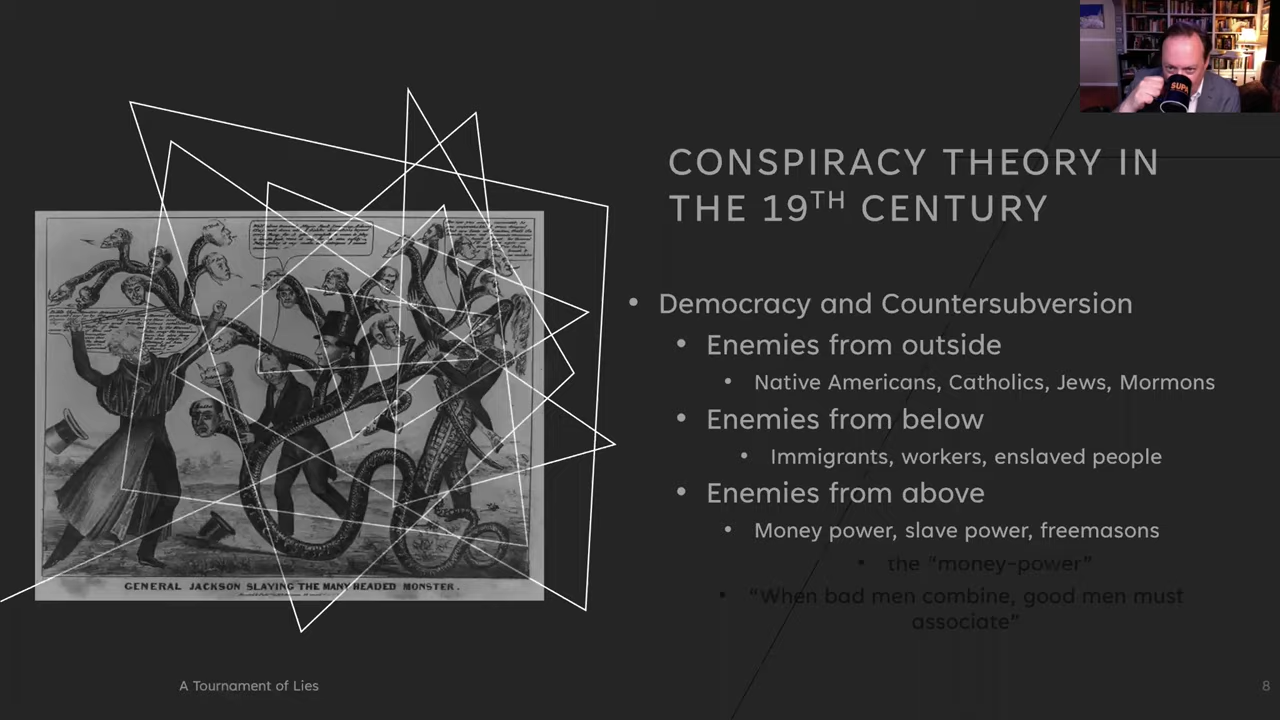 SUPA
CONSPIRACY THEORY IN
THE 19TH CENTURY
• Democracy and Countersubversion
• Enemies from outside
• Native Americans, Catholics, Jews, Mormons
• Enemies from below
• Immigrants, workers, enslaved people
• Enemies from above
• Money power, slave power, freemasons
• the “money-power”
• “When bad men combine, good men must
associate”
GENERAL JACKSON SLAYING THE MANY HEADED MONSTER.
A Tournament of Lies
8